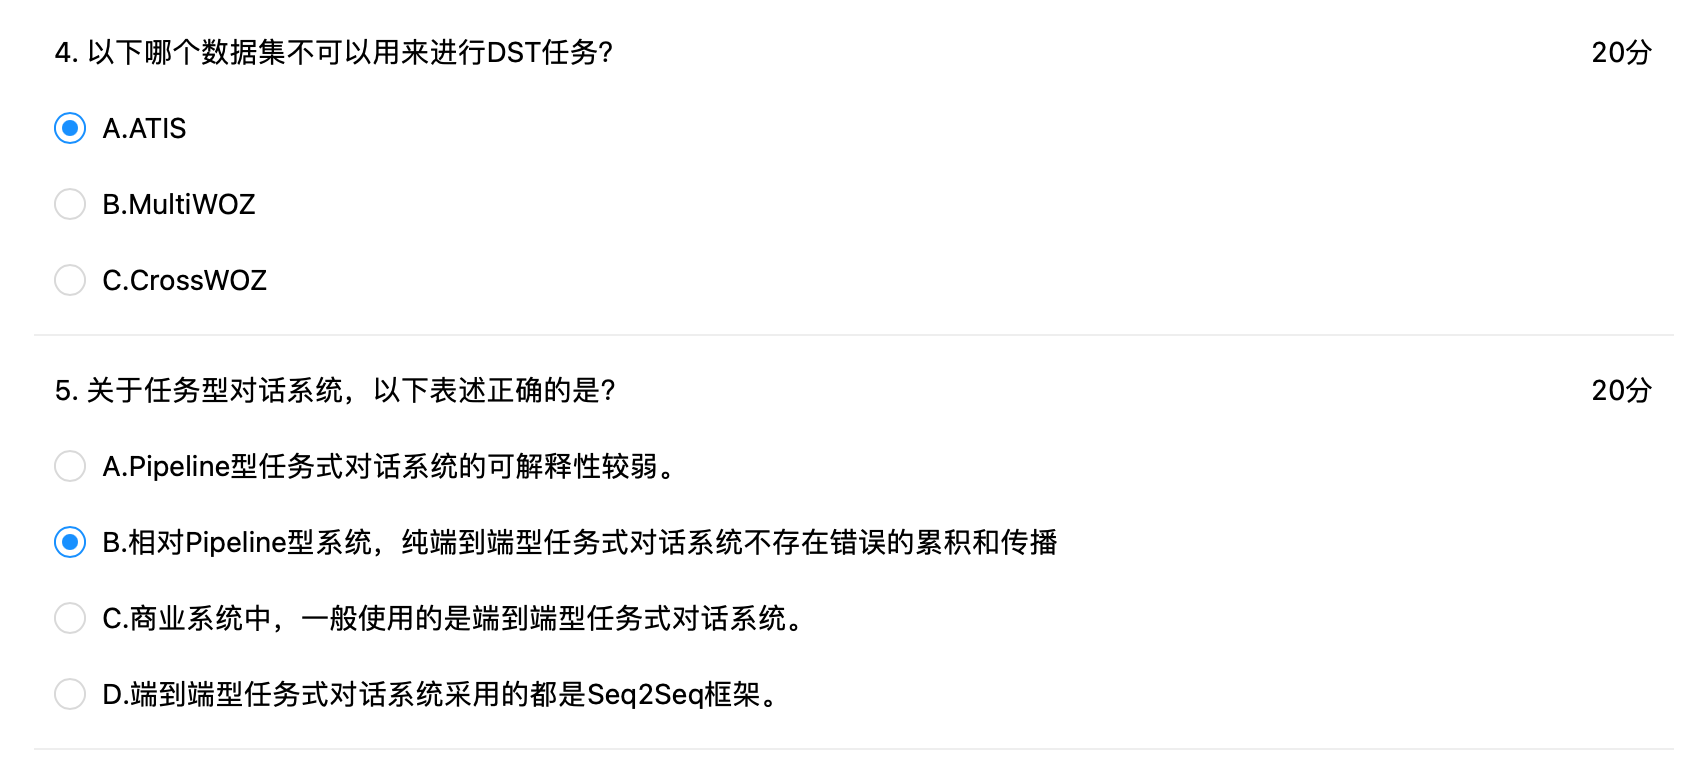 4. 以下哪个数据集不可以用来进行DST任务? 20分
A.ATIS
B.MultiWOZ
C.CrossWOZ
5. 关于任务型对话系统，以下表述正确的是? 20分
A.Pipeline型任务式对话系统的可解释性较弱。
B.相对Pipeline型系统，纯端到端型任务式对话系统不存在错误的累积和传播
C.商业系统中，一般使用的是端到端型任务式对话系统。
D.端到端型任务式对话系统采用的都是Seq2Seq框架。